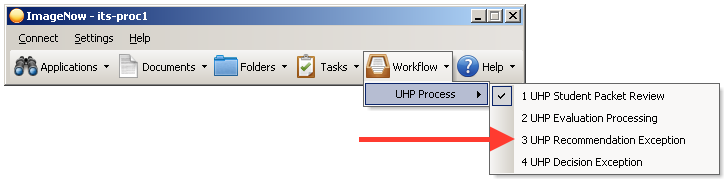 ImageNow - its-proc1
Connect Settings Help
Applications Documents Folders Tasks Workflow Help
UHP Process
1 UHP Student Packet Review
2 UHP Evaluation Processing
3 UHP Recommendation Exception
4 UHP Decision Exception